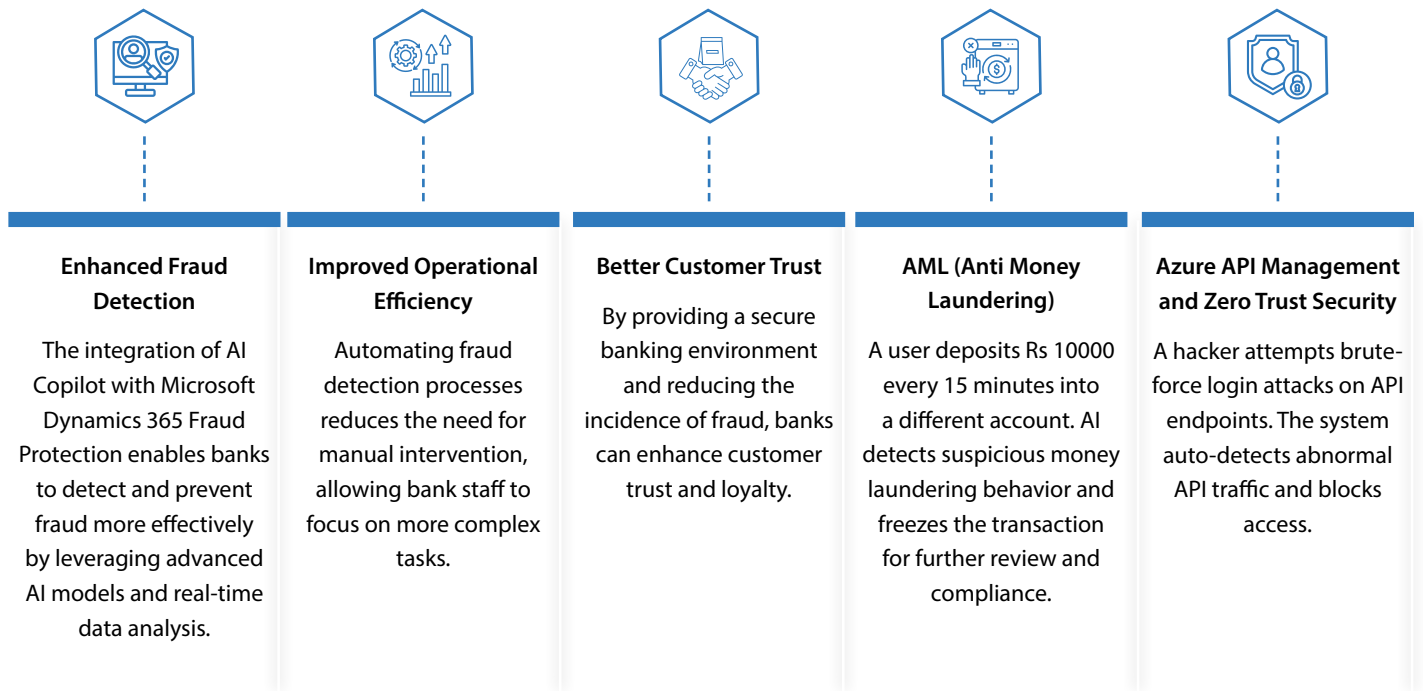 Enhanced Fraud
Detection
The integration of AI
Copilot with Microsoft
Dynamics 365 Fraud
Protection enables banks
to detect and prevent
fraud more effectively
by leveraging advanced
AI models and real-time
data analysis.
Improved Operational
Efficiency
Automating fraud
detection processes
reduces the need for
manual intervention,
allowing bank staff to
focus on more complex
tasks.
Better Customer Trust
By providing a secure
banking environment
and reducing the
incidence of fraud, banks
can enhance customer
trust and loyalty.
AML (Anti Money
Laundering)
A user deposits Rs 10000
every 15 minutes into
a different account. AI
detects suspicious money
laundering behavior and
freezes the transaction
for further review and
compliance.
Azure API Management
and Zero Trust Security
A hacker attempts brute-
force login attacks on API
endpoints. The system
auto-detects abnormal
API traffic and blocks
access.